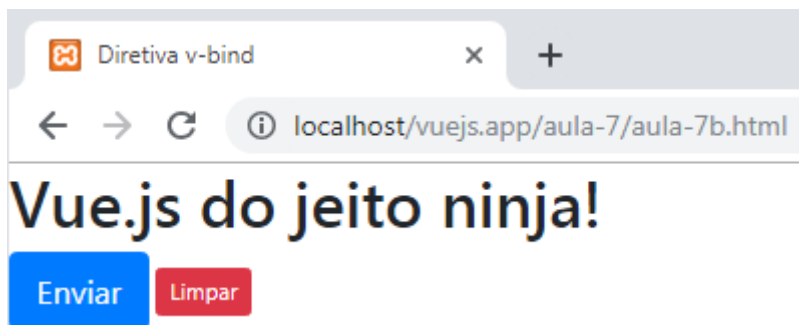 Diretiva v-bind
localhost/vuejs.app/aula-7/aula-7b.html
Vue.js do jeito ninja!
Enviar Limpar